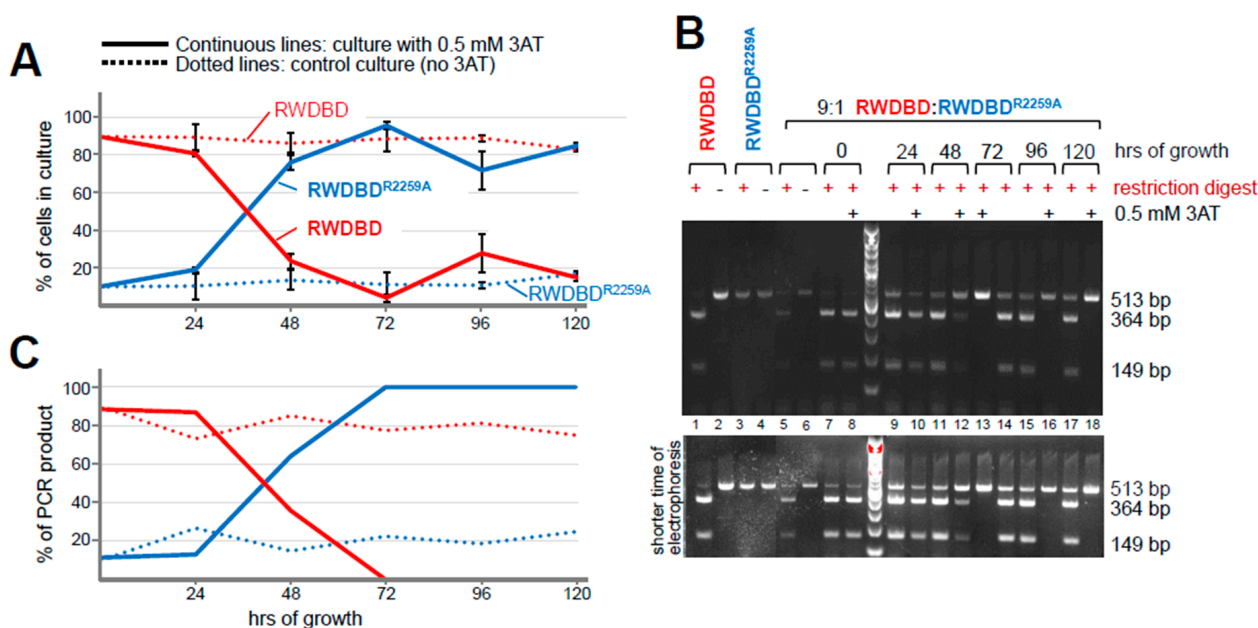 A
Continuous lines: culture with 0.5 mM 3AT
Dotted lines: control culture (no 3AT)
% of cells in culture
100
80
60
40
20
RWDBD
RWDBDR2259A
RWDBD
RWDBDR2259A
24 48 72 96 120
C
% of PCR product
100
80
60
40
20
24 48 72 96 120
hrs of growth
B
RWDBD
RWDBDR2259A
9:1 RWDBD:RWDBDR2259A
0 24 48 72 96 120 hrs of growth
+ - + - + - + + + + + + + + + + + + restriction digest
+ + + + + + 0.5 mM 3AT
513 bp
364 bp
149 bp
1 2 3 4 5 6 7 8 9 10 11 12 13 14 15 16 17 18
shorter time of
electrophoresis
513 bp
364 bp
149 bp